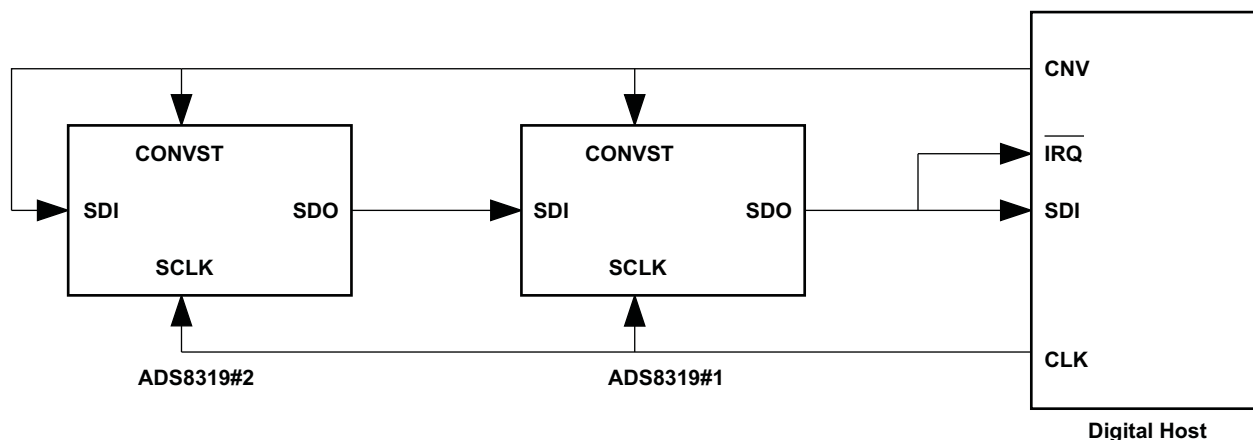 CNV
CONVST
CONVST
IRQ
SDI
SDO
SDI
SDO
SDI
SCLK
SCLK
CLK
ADS8319#2
ADS8319#1
Digital Host